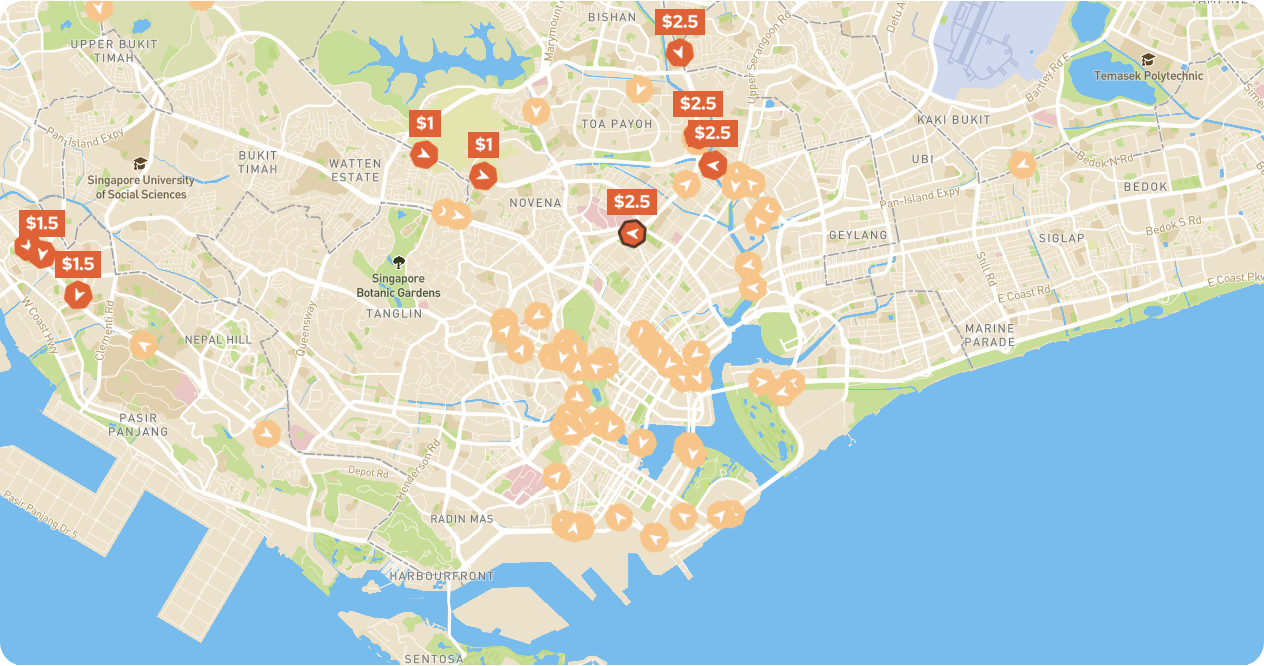 BISHAN
$2.5
Marymount
Upper Serangoon Rd
Defu A
TAMPINE
UPPER BUKIT
TIMAH
Bartley Rd E
Temasek Polytechnic
Sime
$2.5
KAKI BUKIT
$1
$2.5
TOA PAYOH
$1
Pan-Island Expy
BUKIT
TIMAH
WATTEN
ESTATE
UBI
Bedok N Rd
Singapore University
of Social Sciences
BEDOK
$2.5
NOVENA
Pan-Island Expy
$1.5
GEYLANG
SIGLAP
Bedok S Rd
$1.5
Singapore
Botanic Gardens
Still Rd
E Coast Pkw
E Coast Rd
W Coast Hwy
Clementi Rd
Queensway
TANGLIN
NEPAL HILL
MARINE
PARADE
PASIR
PANJANG
Henderson Rd
Depot Rd
Pasir Panjang Dr 5
RADIN MAS
HARBOURFRONT
SENTOSA